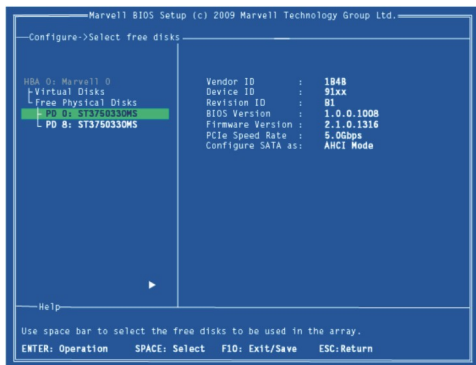 Marvell BIOS Setup (c) 2009 Marvell Technology Group Ltd.
Configure->Select free disks
HBA 0: Marvell 0
Virtual Disks
Free Physical Disks
PD 0: ST3750330MS
PD 8: ST3750330MS
Vendor ID : 1B4B
Device ID : 91xx
Revision ID : B1
BIOS Version : 1.0.0.1008
Firmware Version : 2.1.0.1316
PCIe Speed Rate : 5.0Gbps
Configure SATA as: AHCI Mode
Help
Use space bar to select the free disks to be used in the array.
ENTER: Operation SPACE: Select F10: Exit/Save ESC:Return